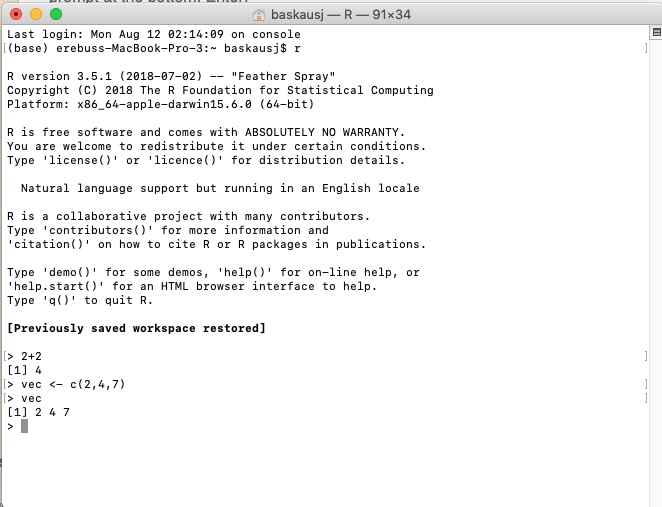 prompt at the bottom. Enter:
baskausj — R — 91×34
Last login: Mon Aug 12 02:14:09 on console
[(base) erebuss-MacBook-Pro-3:~ baskausj$ r ]
R version 3.5.1 (2018-07-02) -- "Feather Spray"
Copyright (C) 2018 The R Foundation for Statistical Computing
Platform: x86_64-apple-darwin15.6.0 (64-bit)
R is free software and comes with ABSOLUTELY NO WARRANTY.
You are welcome to redistribute it under certain conditions.
Type 'license()' or 'licence()' for distribution details.
Natural language support but running in an English locale
R is a collaborative project with many contributors.
Type 'contributors()' for more information and
'citation()' on how to cite R or R packages in publications.
Type 'demo()' for some demos, 'help()' for on-line help, or
'help.start()' for an HTML browser interface to help.
Type 'q()' to quit R.
[Previously saved workspace restored]
[> 2+2 ]
[1] 4
[> vec <- c(2,4,7) ]
[> vec ]
[1] 2 4 7
>